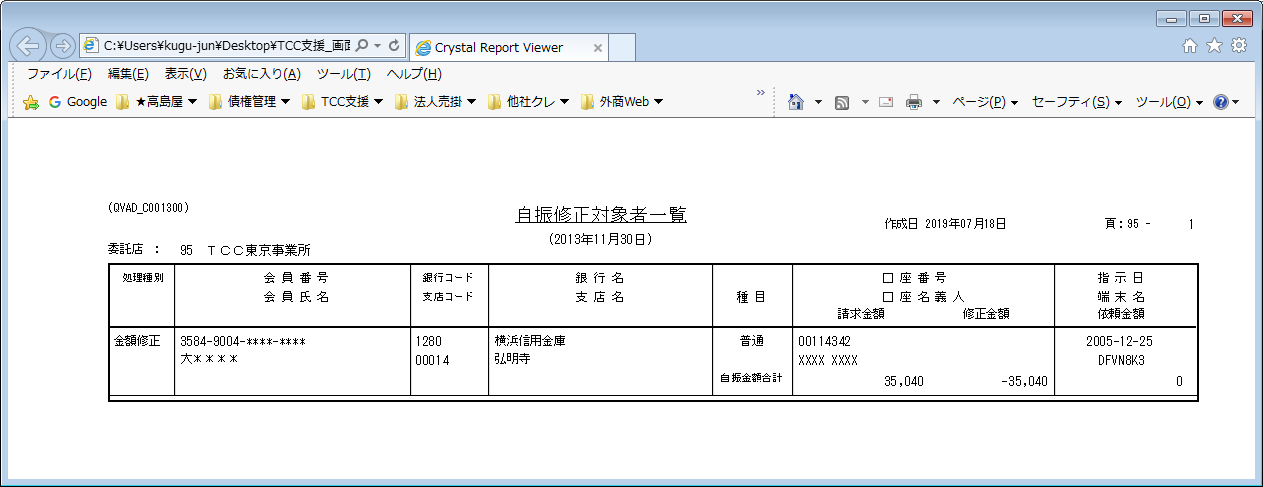 C:¥Users¥kugu-jun¥Desktop¥TCC支援_画面
Crystal Report Viewer
ファイル(F) 編集(E) 表示(V) お気に入り(A) ツール(T) ヘルプ(H)
Google ★高島屋 債権管理 TCC支援 法人売掛 他社クレ 外商Web » ページ(P) セーフティ(S) ツール(O)
(QVAD_C001300)
自振修正対象者一覧
作成日 2019年07月18日 頁：95 - 1
(2013年11月30日)
委託店 ： 95 ＴＣＣ東京事業所
処理種別 会員番号 銀行コード 銀行名 口座番号 指示日
会員氏名 支店コード 支店名 種目 口座名義人 端末名
請求金額 修正金額 依頼金額
金額修正 3584-9004-****-**** 1280 横浜信用金庫 普通 00114342 2005-12-25
大＊＊＊＊ 00014 弘明寺 XXXX XXXX DFVN8K3
自振金額合計 35,040 -35,040 0